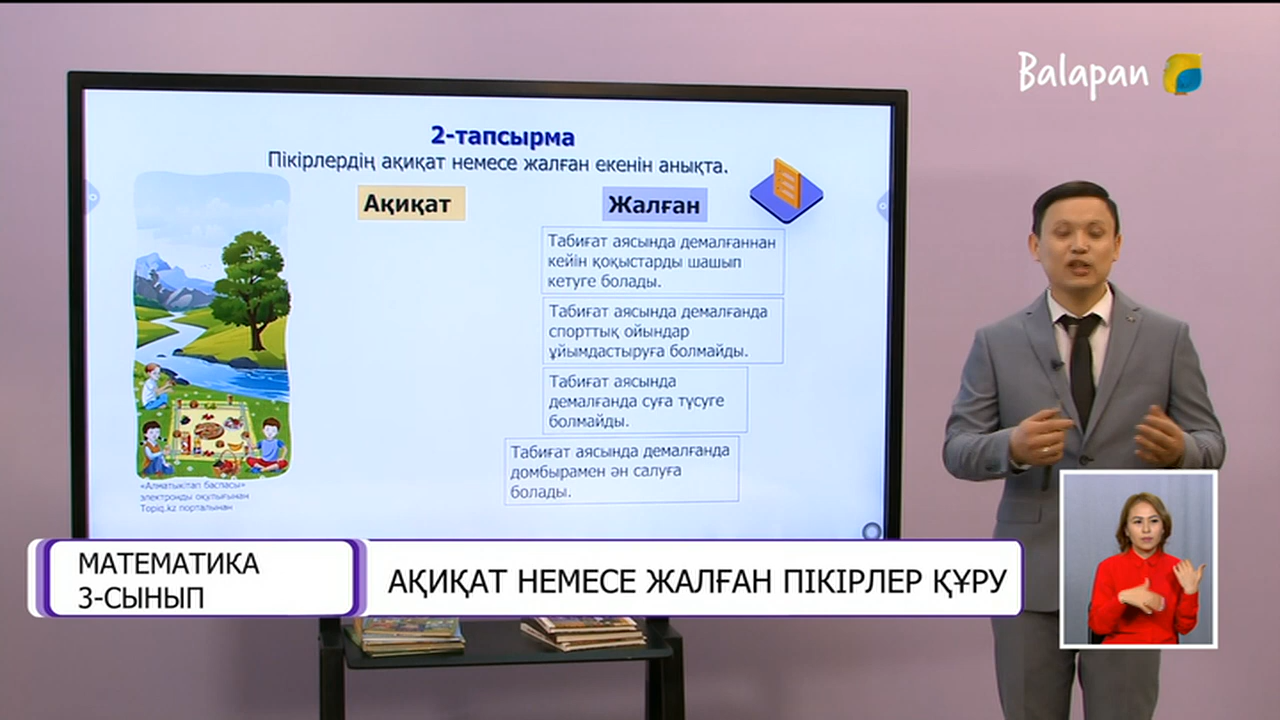 Balapan
2-тапсырма
Пікірлердің ақиқат немесе жалған екенін анықта.
Ақиқат
Жалған
Табиғат аясында демалғаннан
кейін қоқыстарды шашып
кетуге болады.
Табиғат аясында демалғанда
спорттық ойындар
ұйымдастыруға болмайды.
Табиғат аясында
демалғанда суға түсуге
болмайды.
Табиғат аясында демалғанда
домбырамен ән салуға
болады.
«Алматыкітап баспасы»
электронды оқулығынан
Topiq.kz порталынан
МАТЕМАТИКА
3-СЫНЫП
АҚИҚАТ НЕМЕСЕ ЖАЛҒАН ПІКІРЛЕР ҚҰРУ